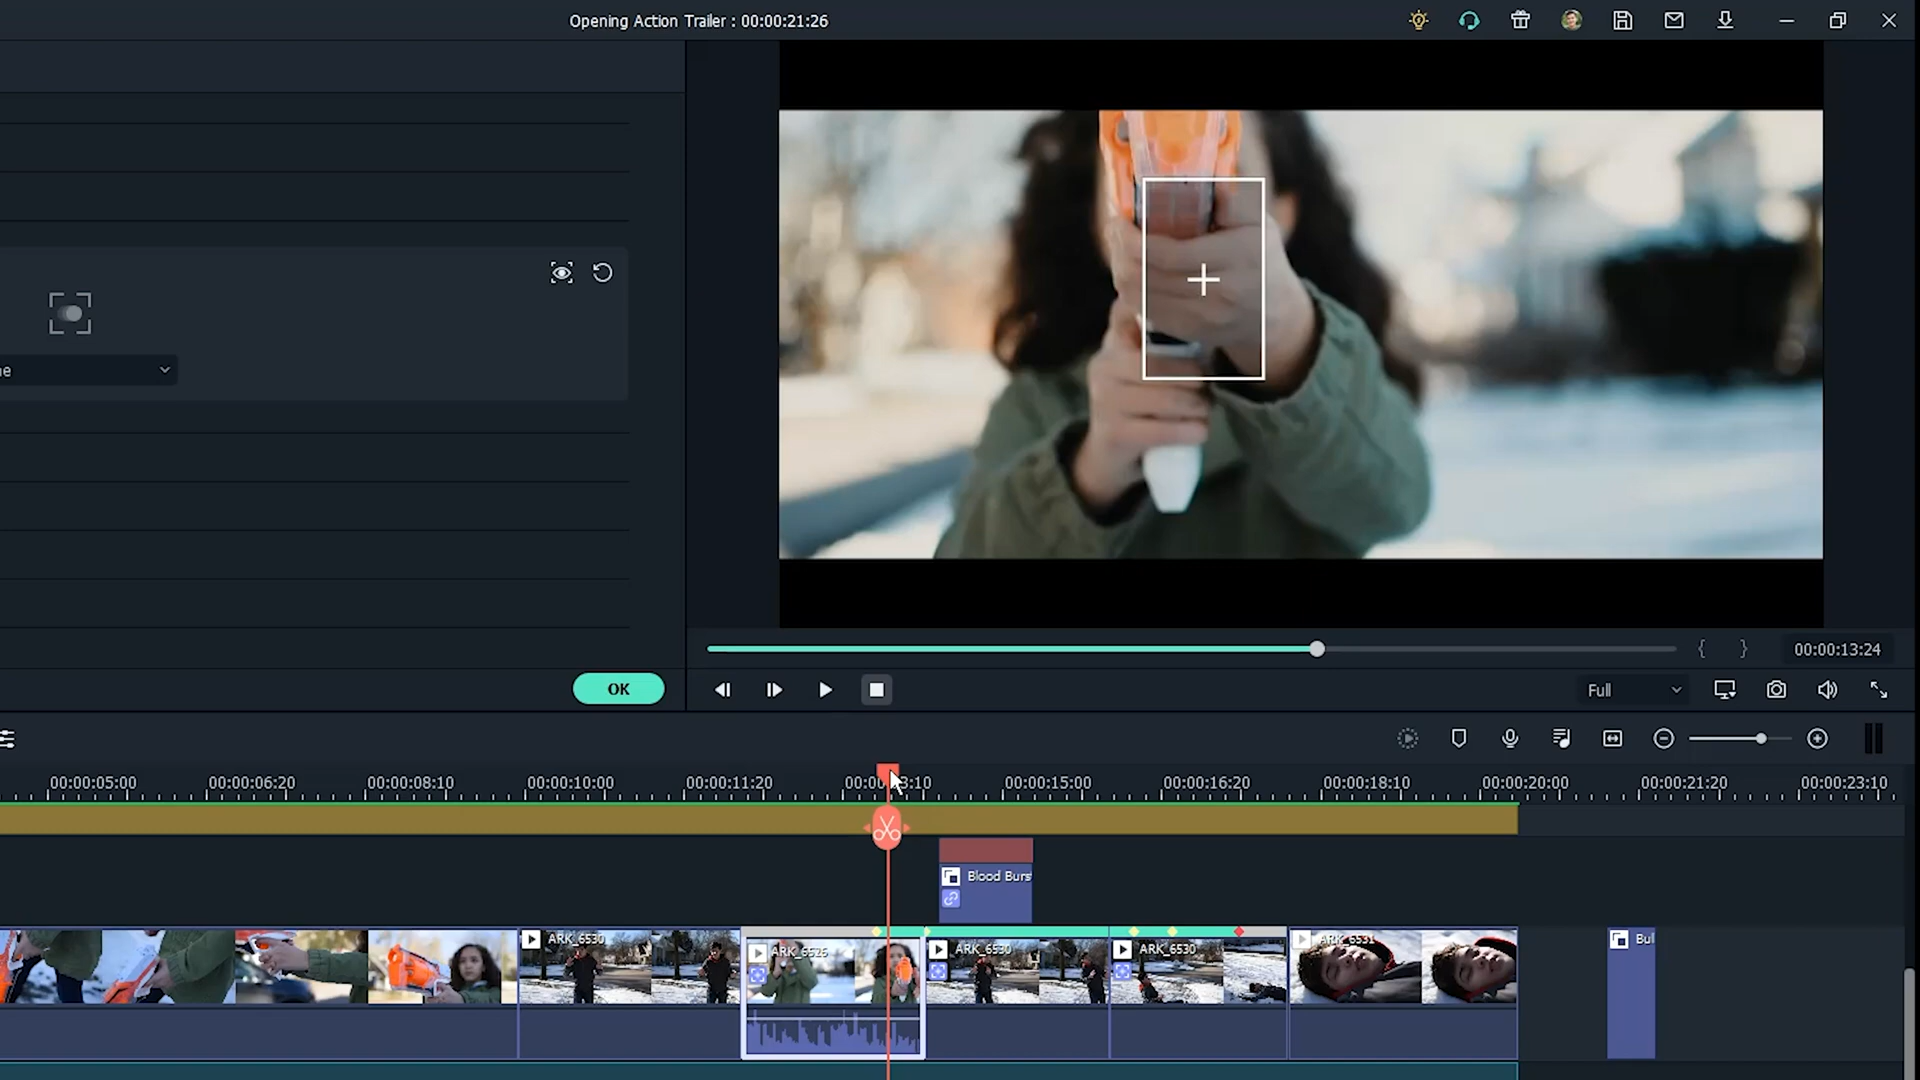 Opening Action Trailer : 00:00:21:26
ne
OK
00:00:13:24
Full
00:00:05:00
00:00:06:20
00:00:08:10
00:00:10:00
00:00:11:20
00:00:15:00
00:00:16:20
00:00:18:10
00:00:20:00
00:00:21:20
00:00:23:10
Blood Burs
ARK_6530
ARK_6526
ARK_6530
ARK_6530
ARK_6531
Bul